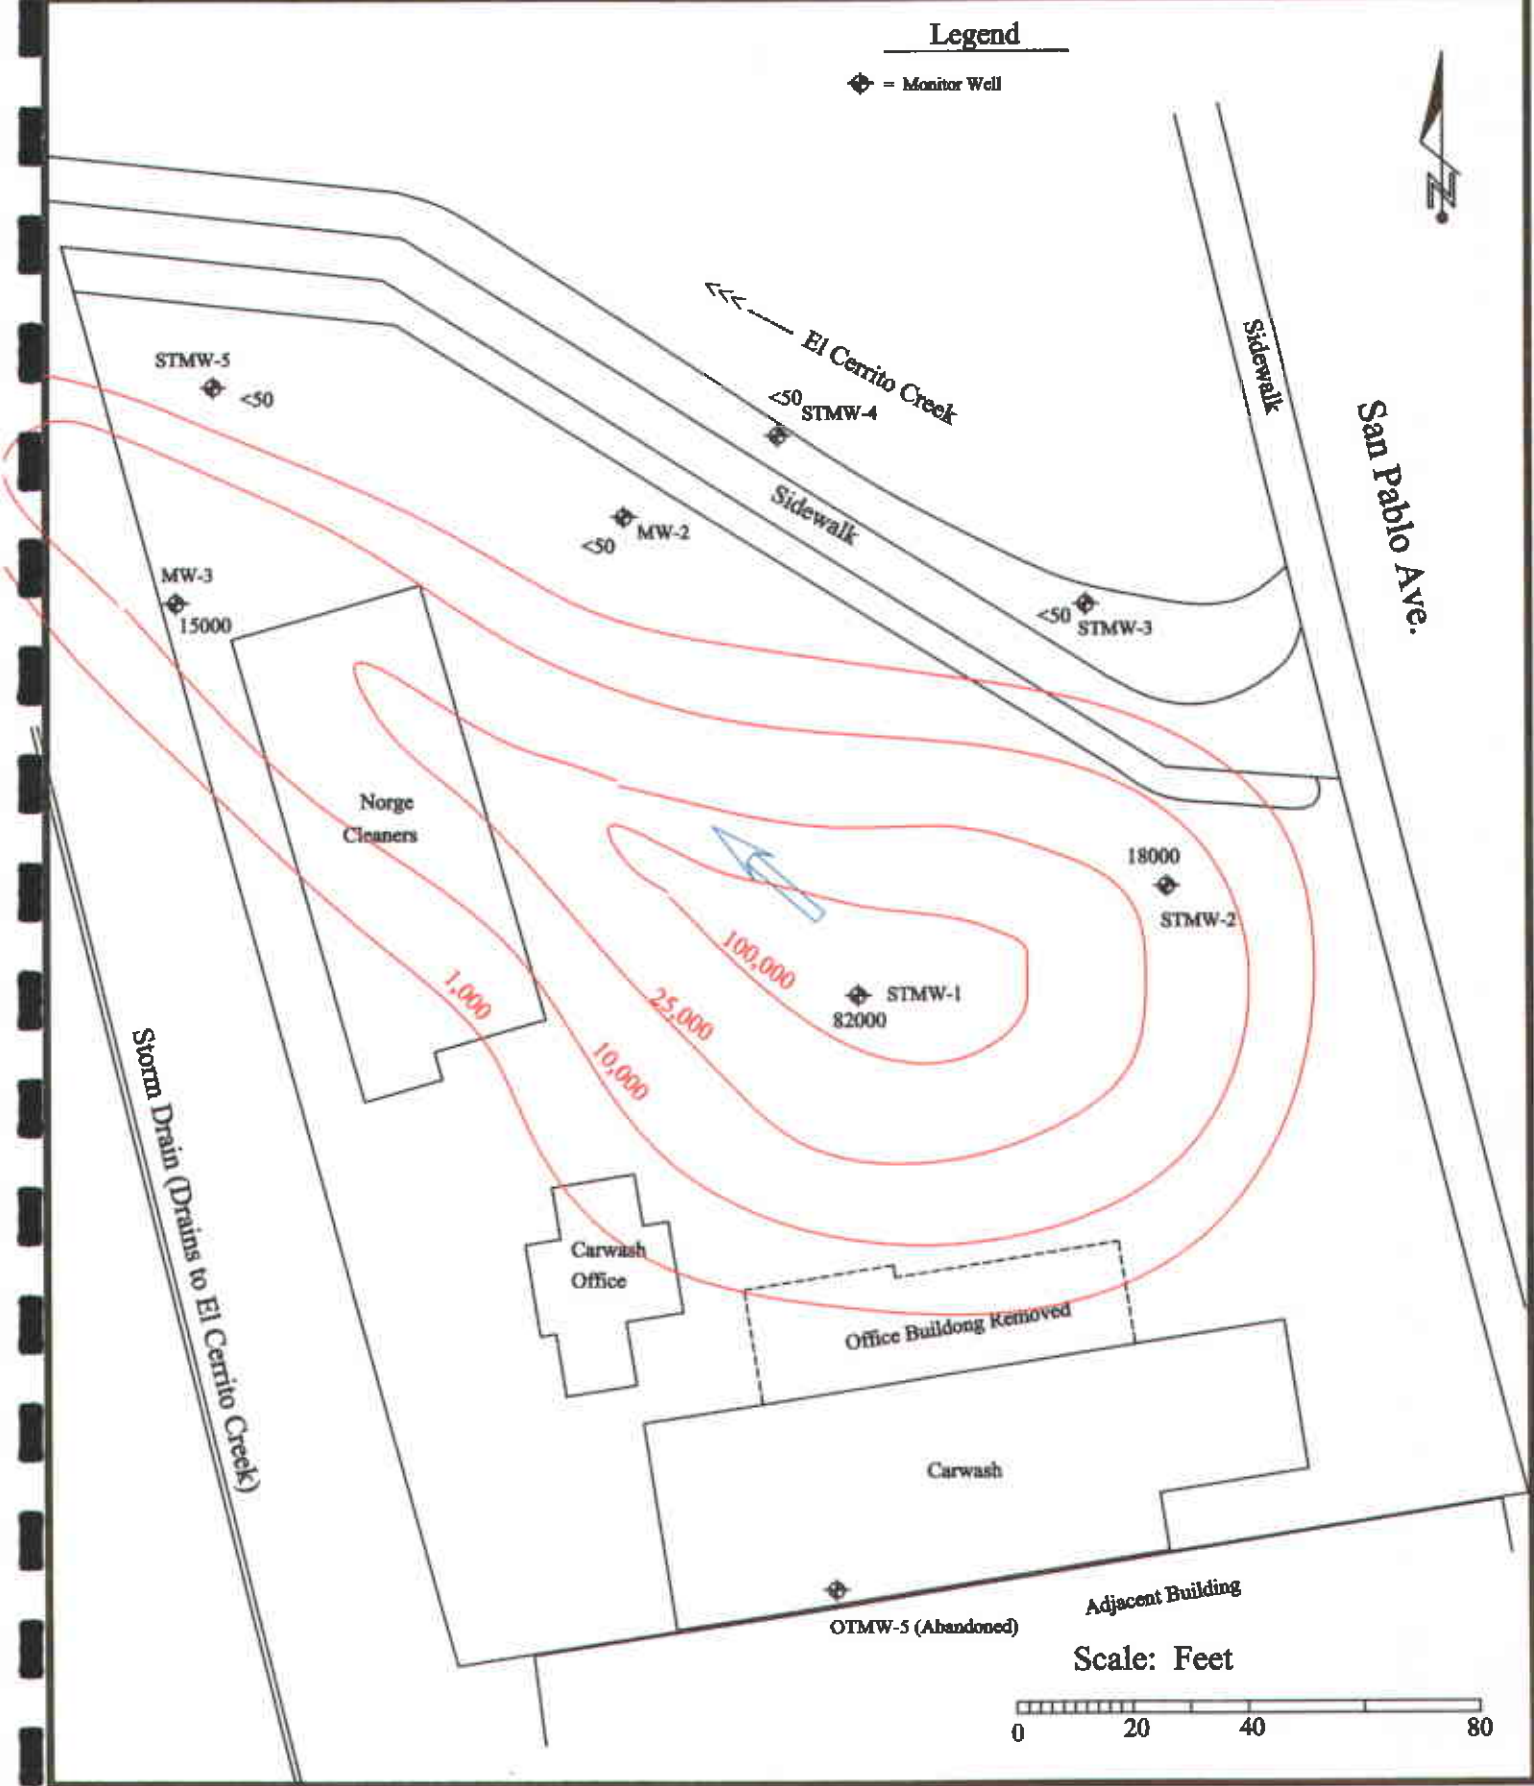 Legend
= Monitor Well
N
Sidewalk
San Pablo Ave.
El Cerrito Creek
STMW-5
<50
<50
STMW-4
Sidewalk
MW-2
<50
MW-3
15000
<50
STMW-3
Norge
Cleaners
18000
STMW-2
100,000
STMW-1
82000
1,000
25,000
10,000
Storm Drain (Drains to El Cerrito Creek)
Carwash
Office
Office Buildong Removed
Carwash
OTMW-5 (Abandoned)
Adjacent Building
Scale: Feet
0 20 40 80